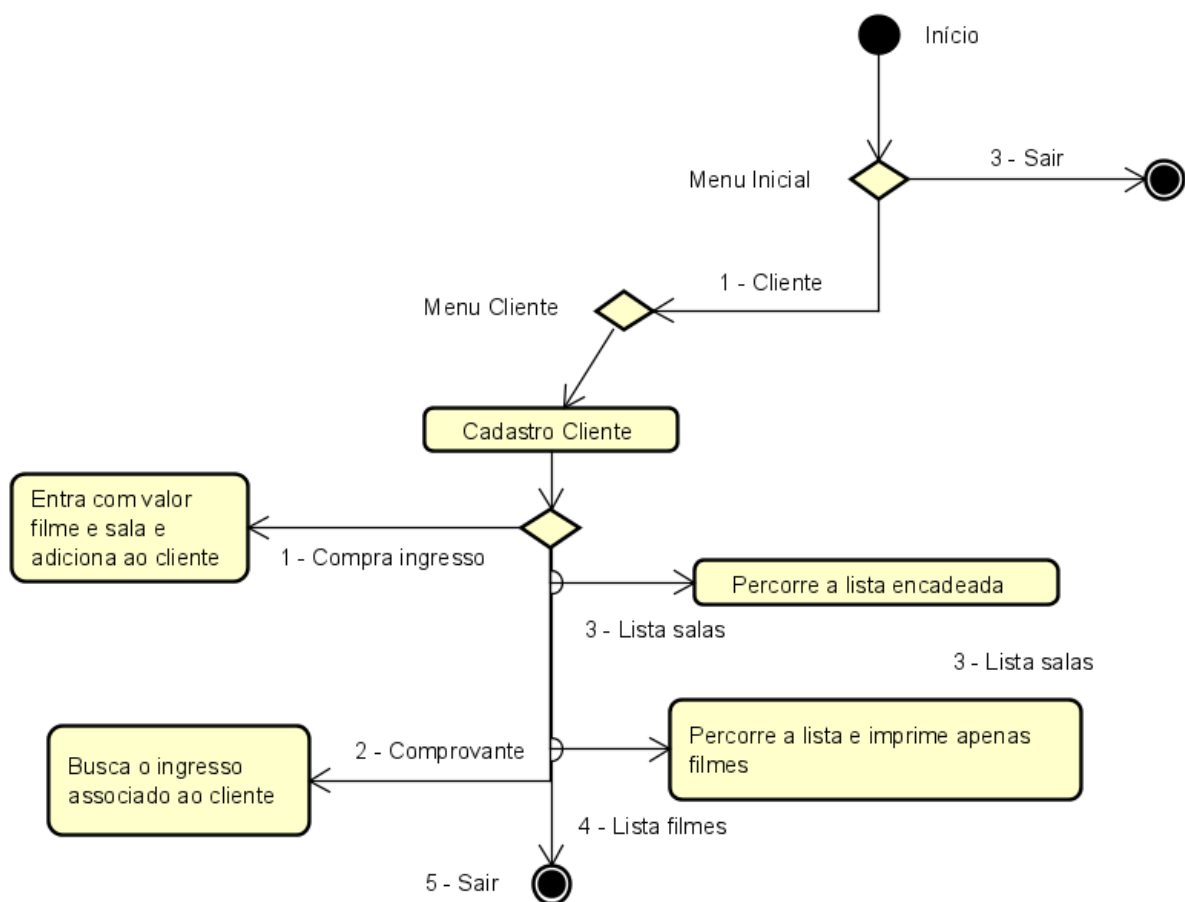 Início
3 - Sair
Menu Inicial
1 - Cliente
Menu Cliente
Cadastro Cliente
Entra com valor
filme e sala e
adiciona ao cliente
1 - Compra ingresso
Percorre a lista encadeada
3 - Lista salas
3 - Lista salas
Percorre a lista e imprime apenas
filmes
2 - Comprovante
Busca o ingresso
associado ao cliente
4 - Lista filmes
5 - Sair